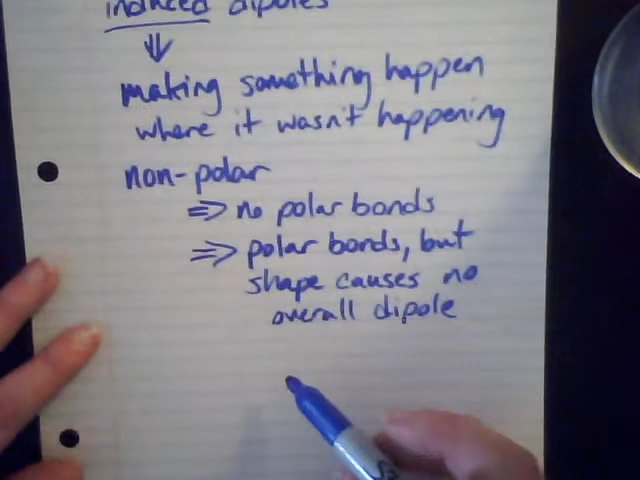 induced dipoles
⇓
making something happen
where it wasn't happening
non-polar
⇒ no polar bonds
⇒ polar bonds, but
shape causes no
overall dipole